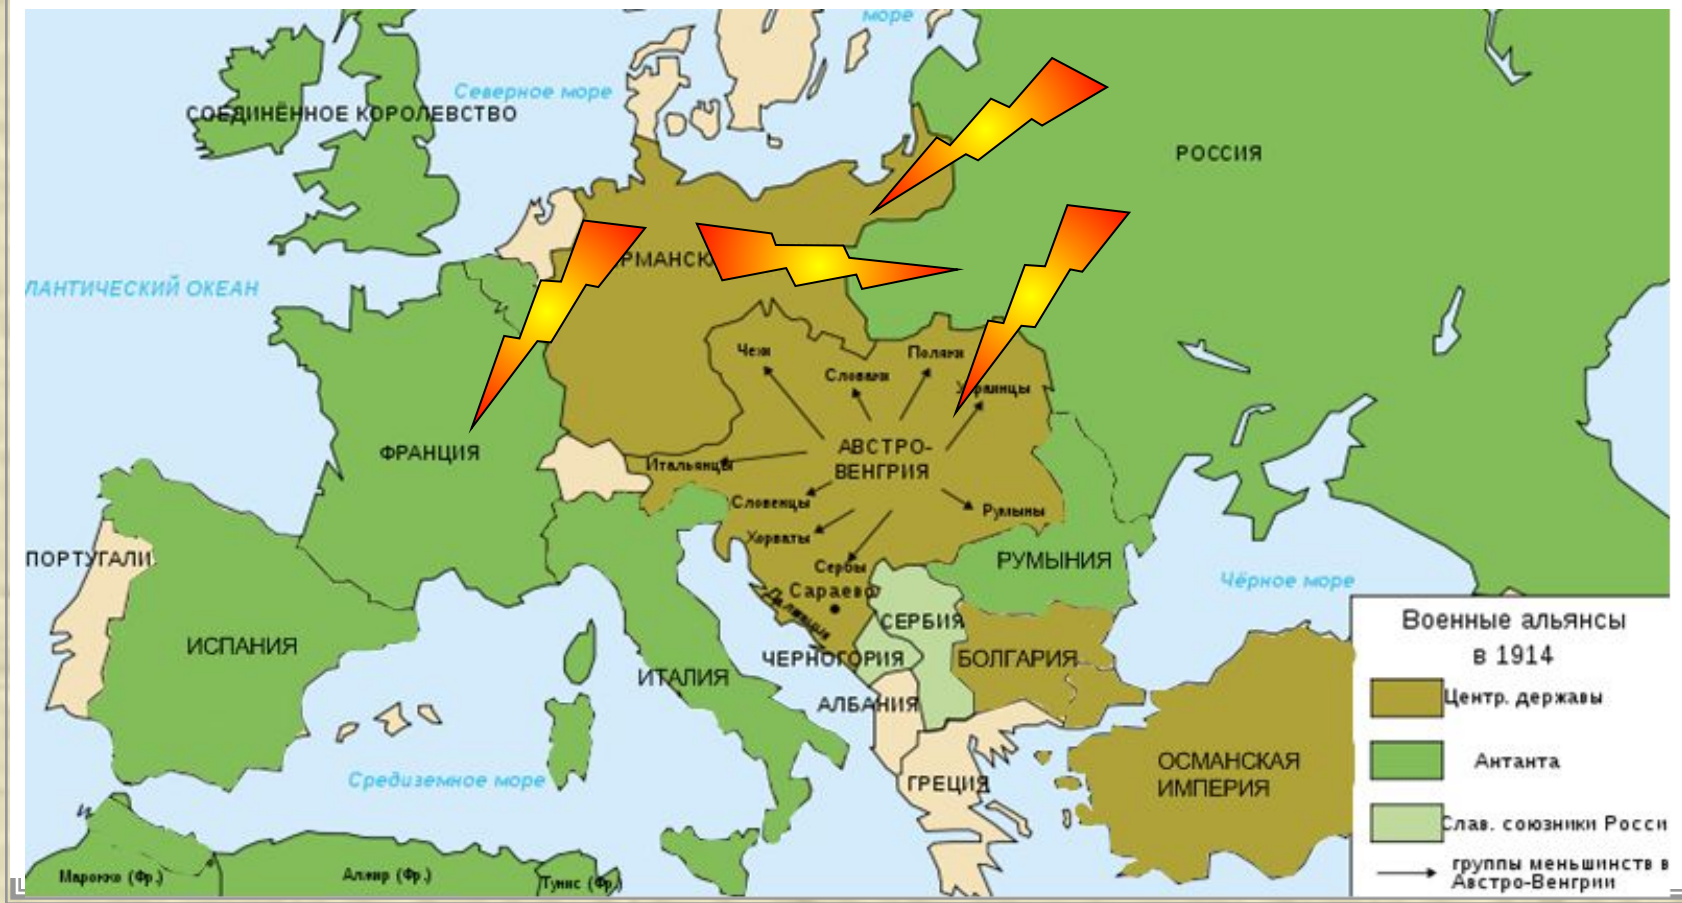 море
Северное море
СОЕДИНЁННОЕ КОРОЛЕВСТВО
РОССИЯ
РМАНСК
ЛАНТИЧЕСКИЙ ОКЕАН
Чехи
Поляки
Словаки
Украинцы
ФРАНЦИЯ
АВСТРО-
ВЕНГРИЯ
Итальянцы
Словенцы
Румыны
Хорваты
ПОРТУГАЛИ
РУМЫНИЯ
Сербы
Чёрное море
Сараево
СЕРБИЯ
ИСПАНИЯ
ЧЕРНОГОРИЯ
БОЛГАРИЯ
ИТАЛИЯ
АЛБАНИЯ
Средиземное море
ГРЕЦИЯ
ОСМАНСКАЯ
ИМПЕРИЯ
Марокко (Фр.)
Алжир (Фр.)
Тунис (Фр.)
Военные альянсы
в 1914
Центр. державы
Антанта
Слав. союзники Росси
группы меньшинств в
Австро-Венгрии